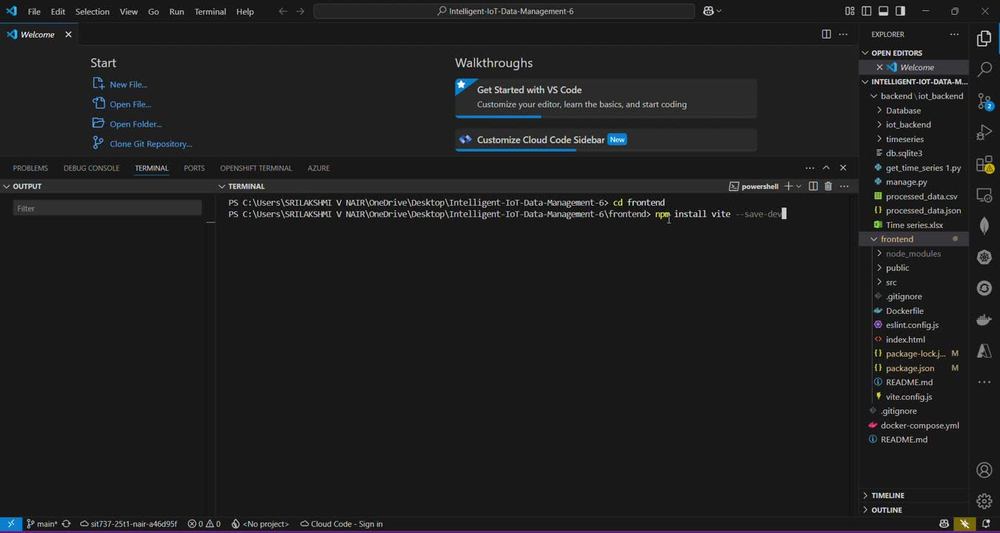 File Edit Selection View Go Run Terminal Help Intelligent-IoT-Data-Management-6
Welcome
Start
New File...
Open File...
Open Folder...
Clone Git Repository...
Walkthroughs
Get Started with VS Code
Customize your editor, learn the basics, and start coding
Customize Cloud Code Sidebar New
PROBLEMS DEBUG CONSOLE TERMINAL PORTS OPENSHIFT TERMINAL AZURE
OUTPUT
Filter
TERMINAL
powershell
PS C:\Users\SRILAKSHMI V NAIR\OneDrive\Desktop\Intelligent-IoT-Data-Management-6> cd frontend
PS C:\Users\SRILAKSHMI V NAIR\OneDrive\Desktop\Intelligent-IoT-Data-Management-6\frontend> npm install vite --save-dev
EXPLORER
OPEN EDITORS
Welcome
INTELLIGENT-IOT-DATA-M...
backend\iot_backend
Database
iot_backend
timeseries
db.sqlite3
get_time_series 1.py
manage.py
processed_data.csv
processed_data.json
Time series.xlsx
frontend
node_modules
public
src
.gitignore
Dockerfile
eslint.config.js
index.html
package-lock.j... M
package.json M
README.md
vite.config.js
.gitignore
docker-compose.yml
README.md
TIMELINE
OUTLINE
2
main* sit737-25t1-nair-a46d95f 0 0 <No project> Cloud Code - Sign in